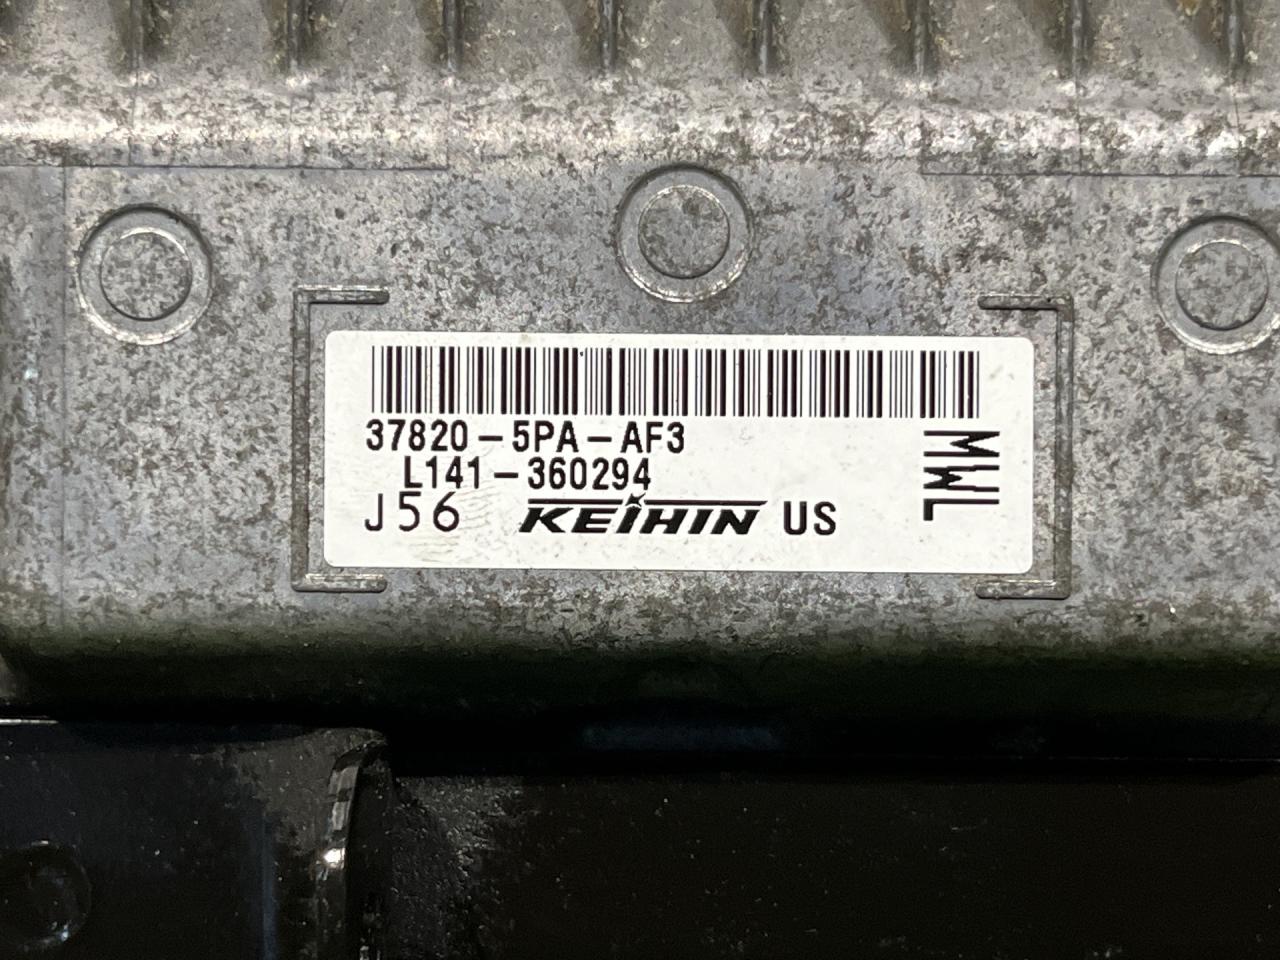 37820-5PA-AF3
L141-360294
J56 KEIHIN US
MWL